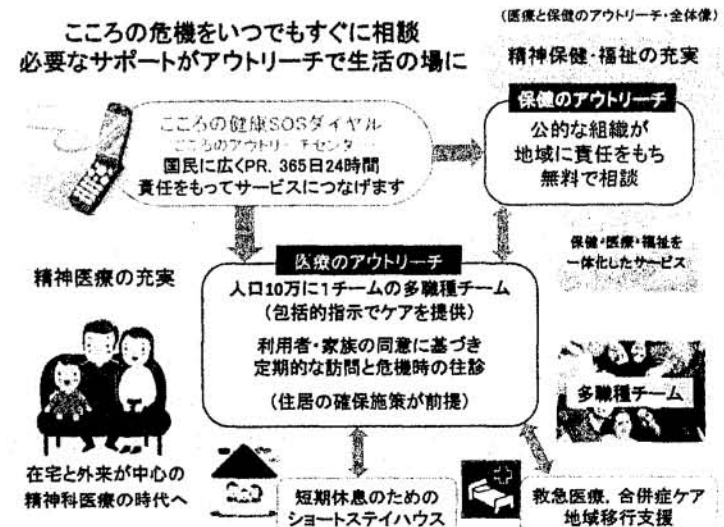 (医療と保健のアウトリーチ・全体像)
こころの危機をいつでもすぐに相談
必要なサポートがアウトリーチで生活の場に
精神保健・福祉の充実
保健のアウトリーチ
公的な組織が
地域に責任をもち
無料で相談
こころの健康SOSダイヤル
こころのアウトリーチセンター
国民に広くPR. 365日24時間
責任をもってサービスにつなげます
保健・医療・福祉を
一体化したサービス
精神医療の充実
医療のアウトリーチ
人口10万に1チームの多職種チーム
(包括的指示でケアを提供)
利用者・家族の同意に基づき
定期的な訪問と危機時の往診
(住居の確保施策が前提)
多職種チーム
在宅と外来が中心の
精神科医療の時代へ
短期休息のための
ショートステイハウス
救急医療, 合併症ケア
地域移行支援